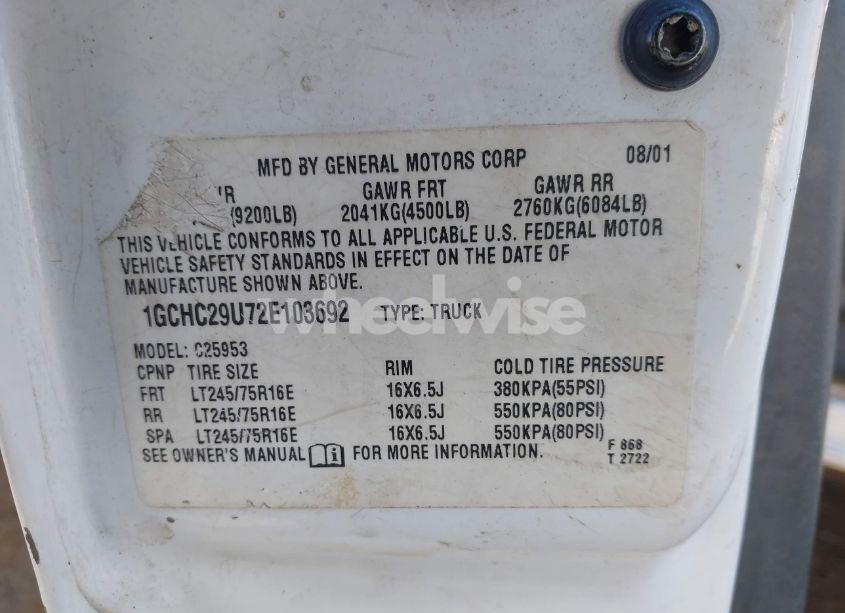 MFD BY GENERAL MOTORS CORP 08/01
GAWR FRT GAWR RR
(9200LB) 2041KG(4500LB) 2760KG(6084LB)
THIS VEHICLE CONFORMS TO ALL APPLICABLE U.S. FEDERAL MOTOR
VEHICLE SAFETY STANDARDS IN EFFECT ON THE DATE OF
MANUFACTURE SHOWN ABOVE.
1GCHC29U72E103692 TYPE: TRUCK
wheelwise
MODEL: C25953
CPNP TIRE SIZE RIM COLD TIRE PRESSURE
FRT LT245/75R16E 16X6.5J 380KPA(55PSI)
RR LT245/75R16E 16X6.5J 550KPA(80PSI)
SPA LT245/75R16E 16X6.5J 550KPA(80PSI)
SEE OWNER'S MANUAL FOR MORE INFORMATION.
F 868
T 2722